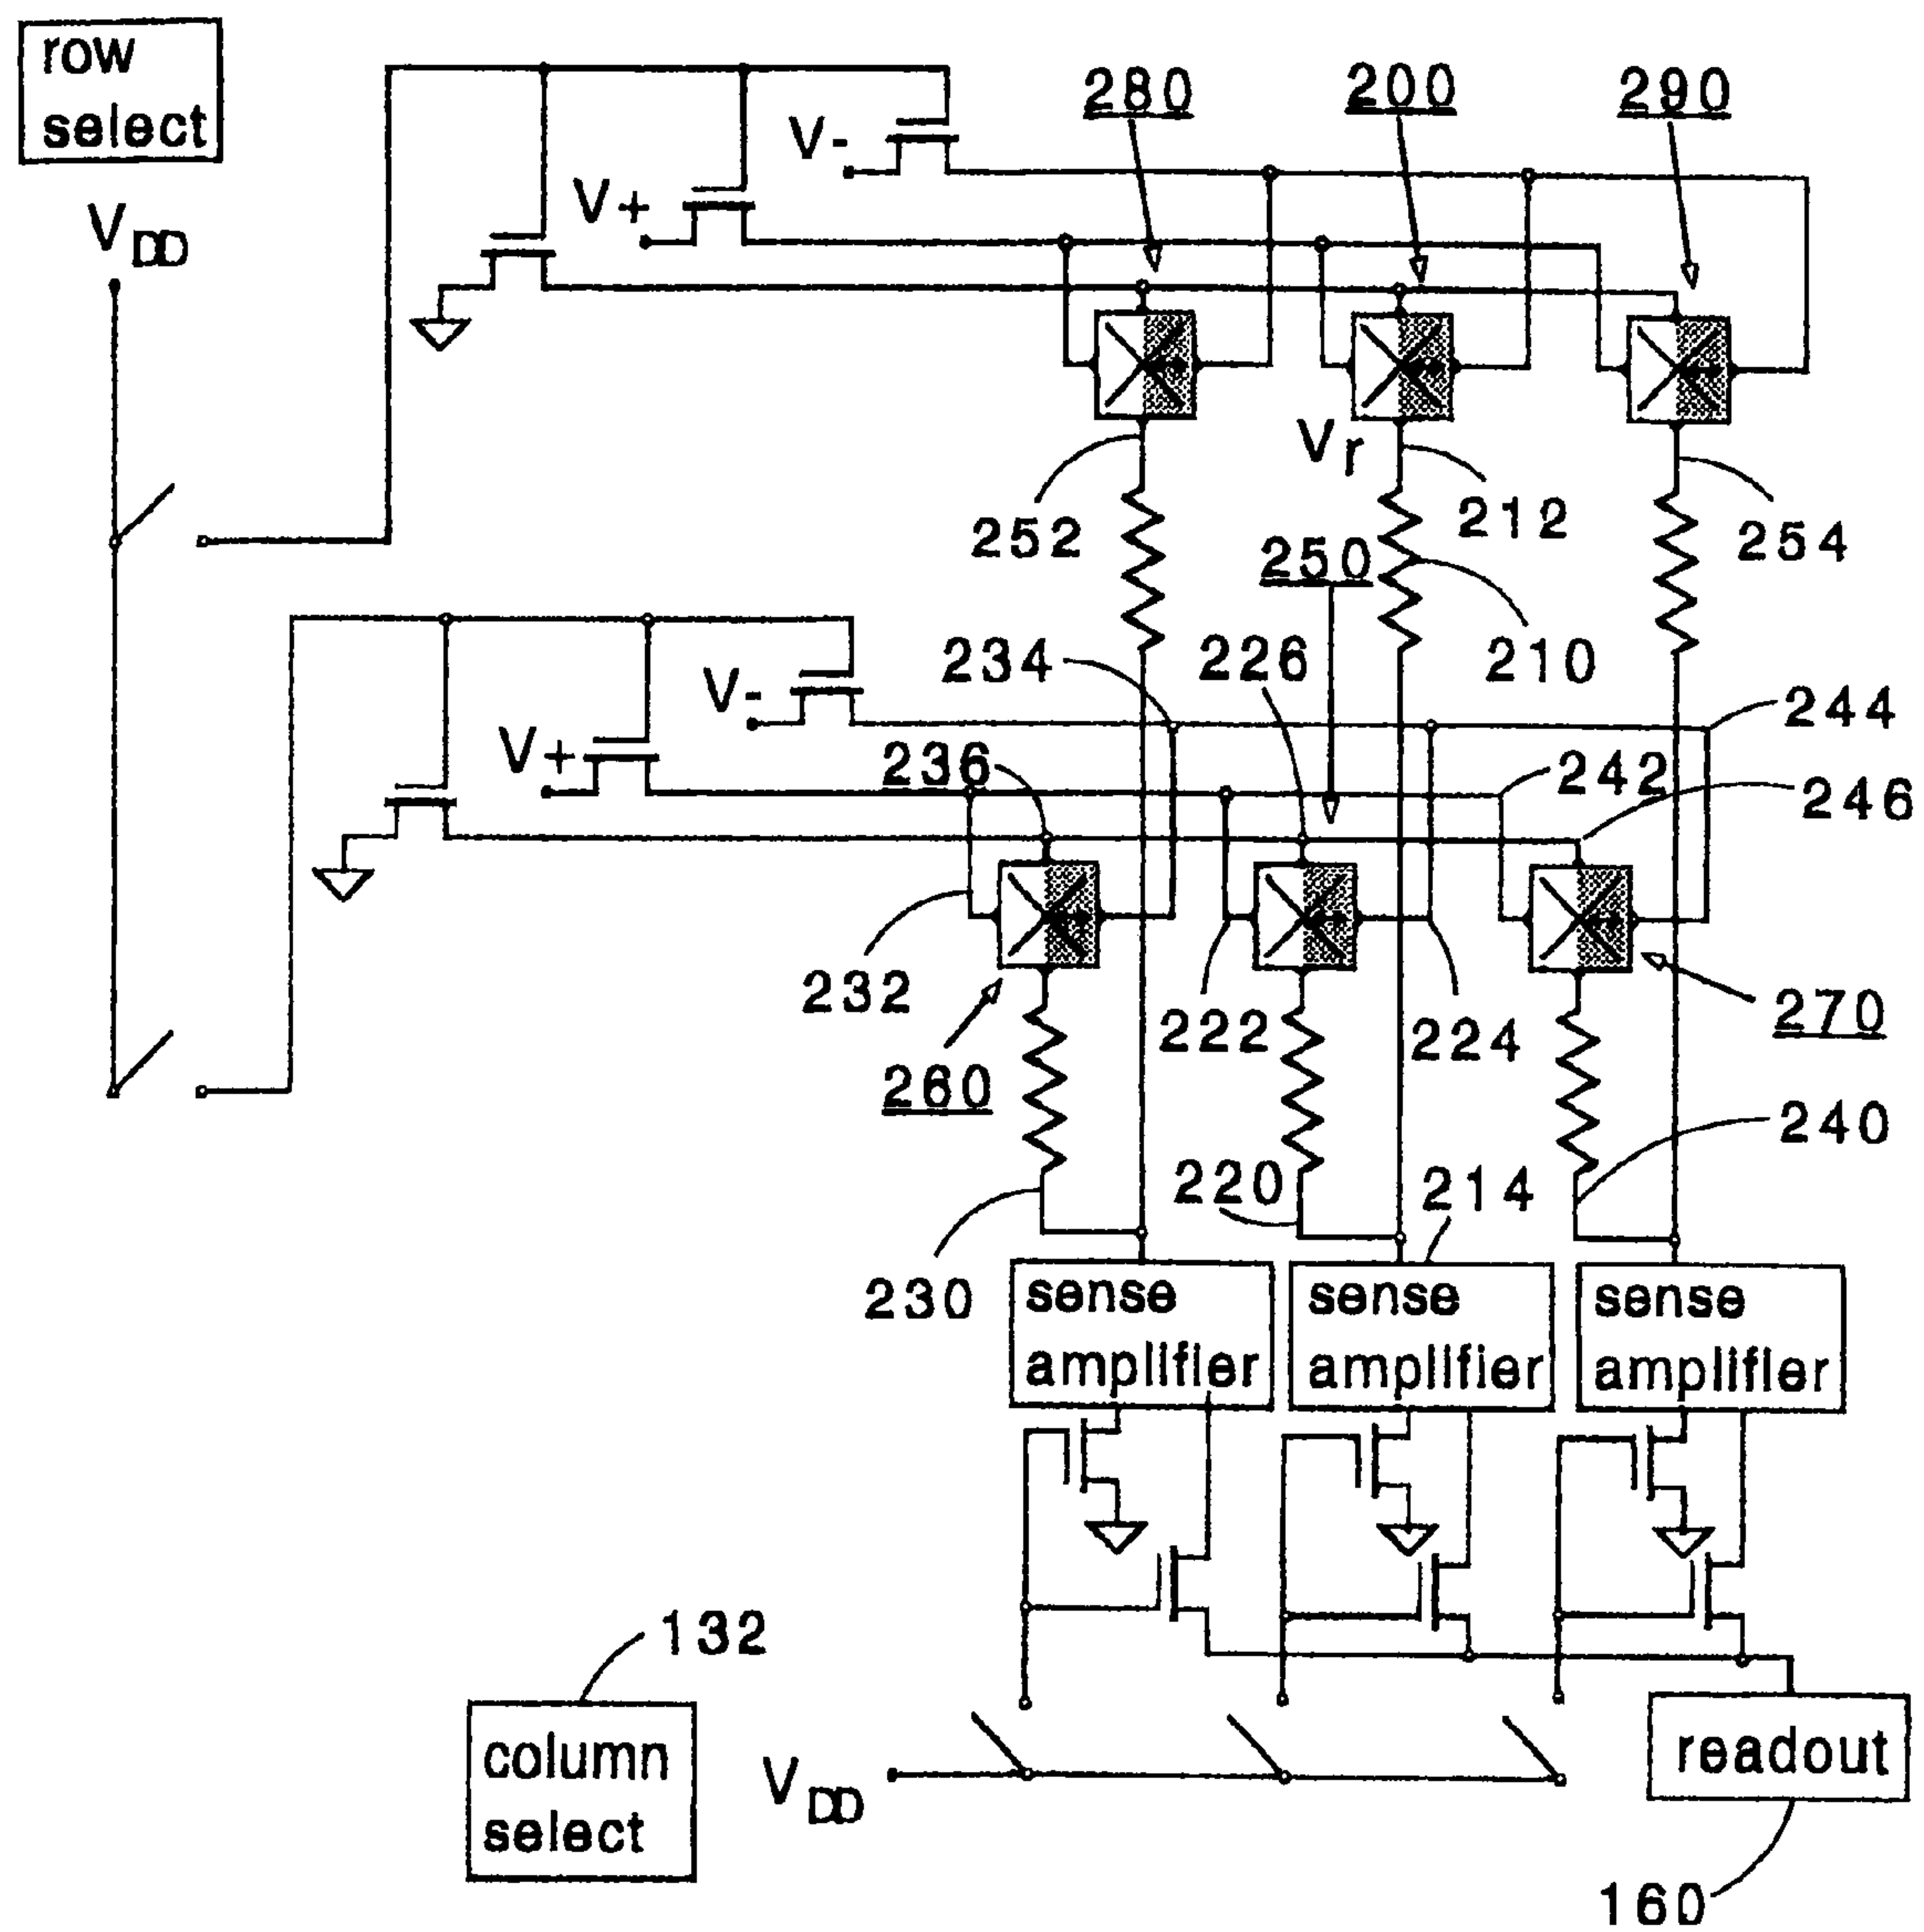 row
select
280
200
290
V-
V+
VDD
Vr
252
212
254
250
210
234
226
V-
244
V+
236
242
246
232
222
224
270
260
240
220
214
230
sense
amplifier
sense
amplifier
sense
amplifier
132
column
select
VDD
readout
160